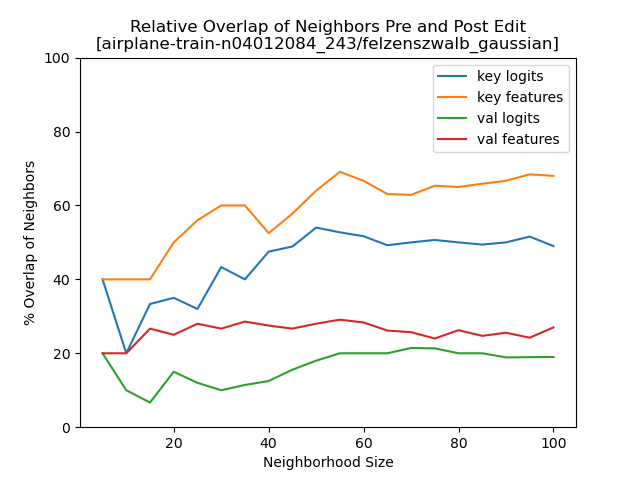 Relative Overlap of Neighbors Pre and Post Edit
[airplane-train-n04012084_243/felzenszwalb_gaussian]
100
80
60
40
20
0
% Overlap of Neighbors
key logits
key features
val logits
val features
20 40 60 80 100
Neighborhood Size